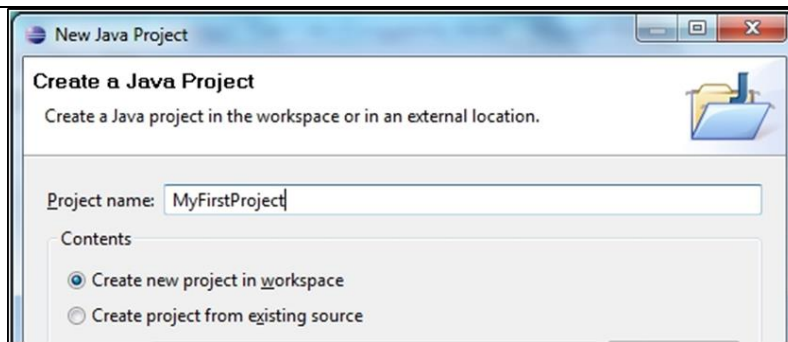 New Java Project
Create a Java Project
Create a Java project in the workspace or in an external location.
Project name: MyFirstProject
Contents
Create new project in workspace
Create project from existing source